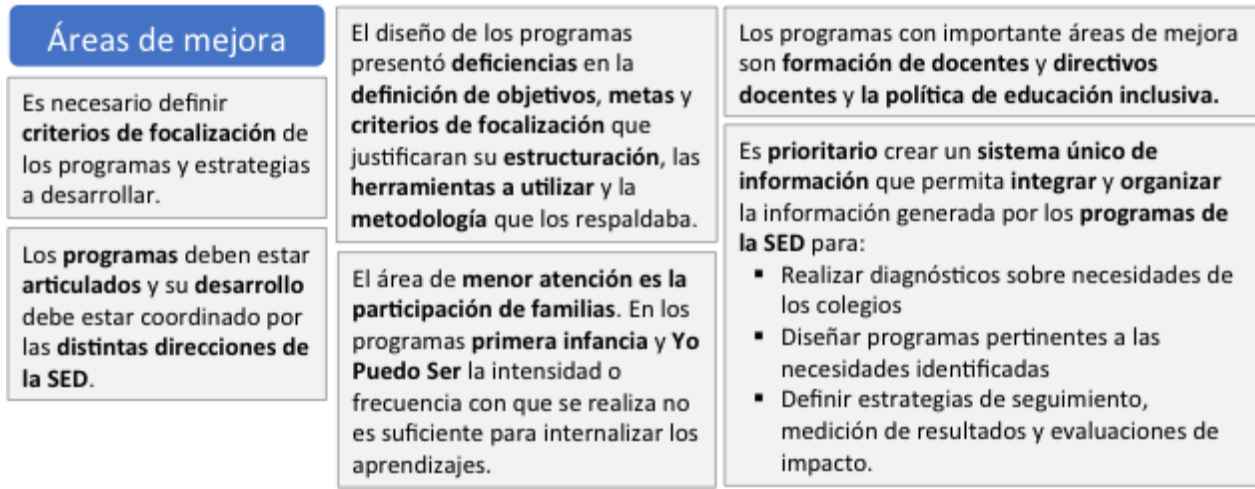 Áreas de mejora
Es necesario definir
criterios de focalización de
los programas y estrategias
a desarrollar.
Los programas deben estar
articulados y su desarrollo
debe estar coordinado por
las distintas direcciones de
la SED.
El diseño de los programas
presentó deficiencias en la
definición de objetivos, metas y
criterios de focalización que
justificaran su estructuración, las
herramientas a utilizar y la
metodología que los respaldaba.
El área de menor atención es la
participación de familias. En los
programas primera infancia y Yo
Puedo Ser la intensidad o
frecuencia con que se realiza no
es suficiente para internalizar los
aprendizajes.
Los programas con importante áreas de mejora
son formación de docentes y directivos
docentes y la política de educación inclusiva.
Es prioritario crear un sistema único de
información que permita integrar y organizar
la información generada por los programas de
la SED para:
▪ Realizar diagnósticos sobre necesidades de
los colegios
▪ Diseñar programas pertinentes a las
necesidades identificadas
▪ Definir estrategias de seguimiento,
medición de resultados y evaluaciones de
impacto.